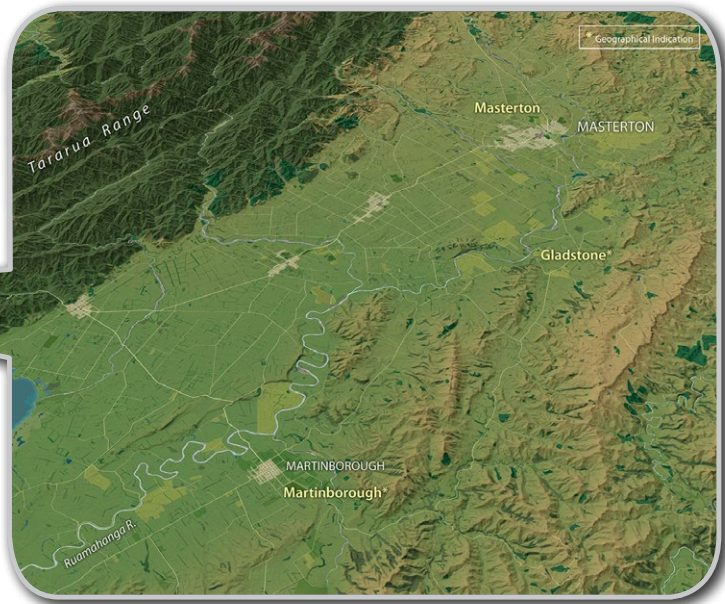 * Geographical Indication
Tararua Range
Masterton
MASTERTON
Gladstone*
MARTINBOROUGH
Martinborough*
Ruamahanga R.